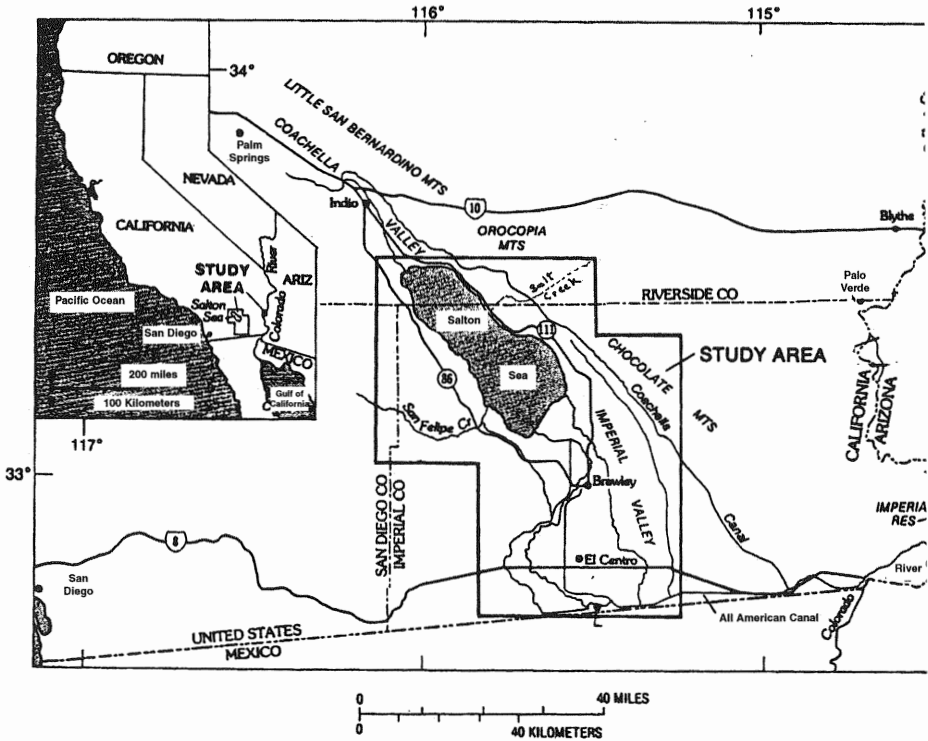 116°
115°
OREGON
34°
LITTLE SAN BERNARDINO MTS
COACHELLA
Palm
Springs
NEVADA
10
Indio
CALIFORNIA
VALLEY
OROCOPIA
MTS
Blythe
River
STUDY
AREA
ARIZ
Salt
Creek
Palo
Verde
Pacific Ocean
Salton
Sea
Colorado
RIVERSIDE CO
Salton
San Diego
111
MEXICO
CHOCOLATE
MTS
STUDY AREA
200 miles
86
Sea
Coachella
100 Kilometers
Gulf of
California
San Felipe Cr
IMPERIAL
VALLEY
CALIFORNIA
ARIZONA
117°
33°
Brawley
SAN DIEGO CO
IMPERIAL CO
Canal
IMPERIA
RES
8
El Centro
San
Diego
River
All American Canal
Colorado
UNITED STATES
MEXICO
0
40 MILES
0
40 KILOMETERS